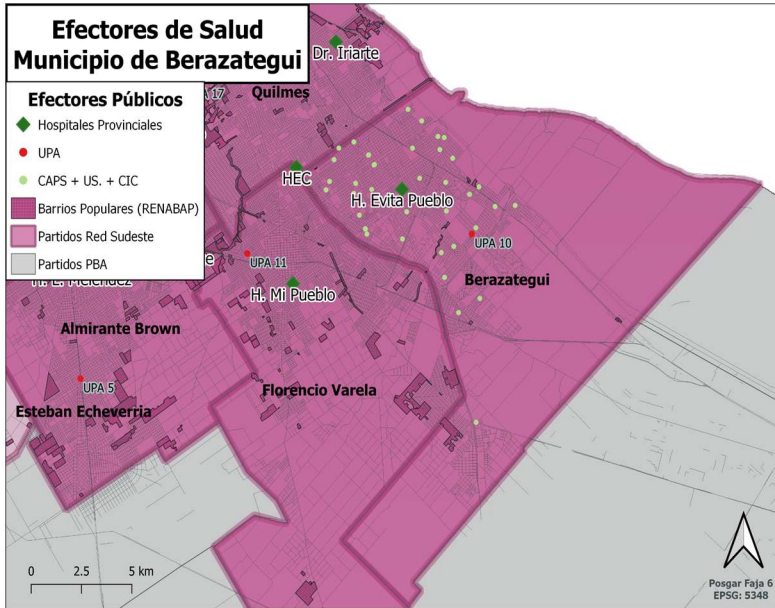 Efectores de Salud
Municipio de Berazategui
Efectores Públicos
Hospitales Provinciales
UPA
CAPS + US. + CIC
Barrios Populares (RENABAP)
Partidos Red Sudeste
Partidos PBA
Dr. Iriarte
Quilmes
17
HEC
H. Evita Pueblo
UPA 10
UPA 11
Berazategui
H. Mi Pueblo
Almirante Brown
UPA 5
Florencio Varela
Esteban Echeverria
0 2.5 5 km
Posgar Faja 6
EPSG: 5348